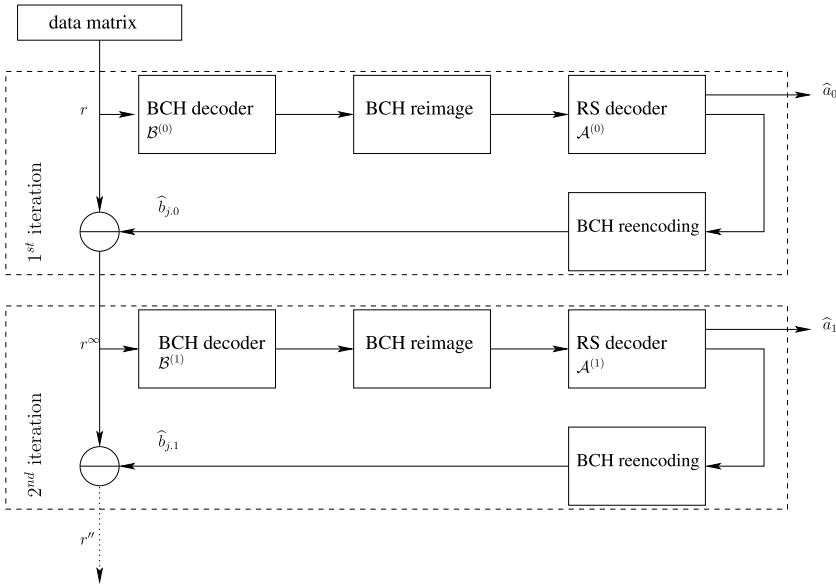 data matrix
r
BCH decoder
ℬ⁽⁰⁾
BCH reimage
RS decoder
𝒜⁽⁰⁾
â₀
1ˢᵗ iteration
b̂ⱼ.₀
BCH reencoding
r^∞
BCH decoder
ℬ⁽¹⁾
BCH reimage
RS decoder
𝒜⁽¹⁾
â₁
2ⁿᵈ iteration
b̂ⱼ.₁
BCH reencoding
r″